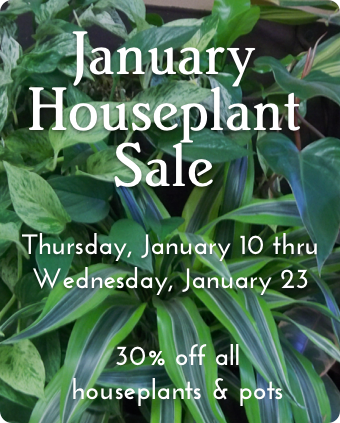 January
Houseplant
Sale
Thursday, January 10 thru
Wednesday, January 23
30% off all
houseplants & pots